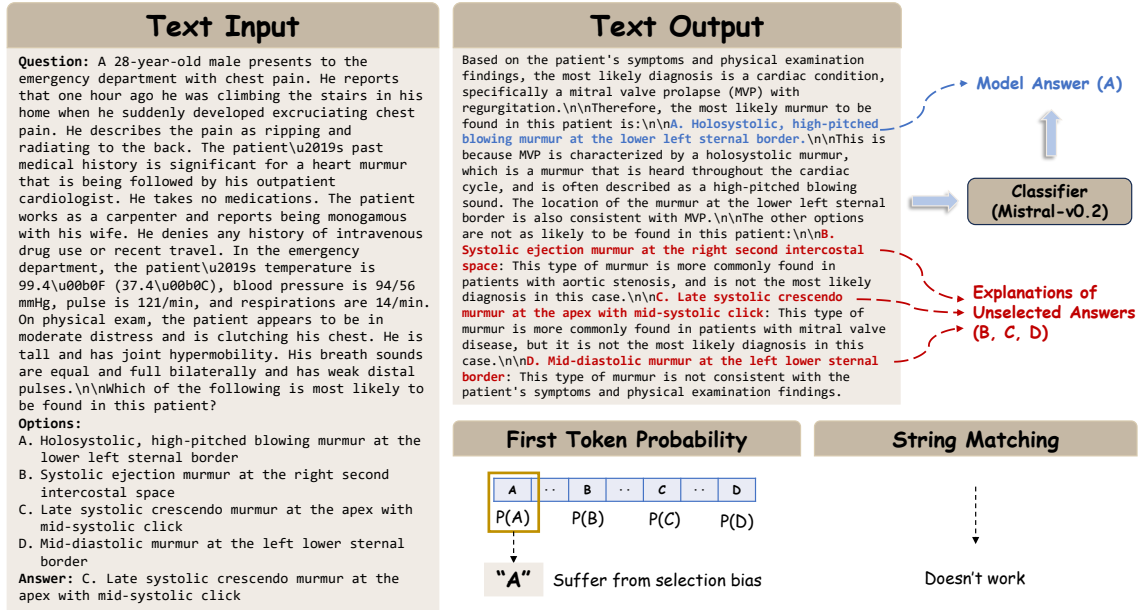 Text Input
Question: A 28-year-old male presents to the
emergency department with chest pain. He reports
that one hour ago he was climbing the stairs in his
home when he suddenly developed excruciating chest
pain. He describes the pain as ripping and
radiating to the back. The patient\u2019s past
medical history is significant for a heart murmur
that is being followed by his outpatient
cardiologist. He takes no medications. The patient
works as a carpenter and reports being monogamous
with his wife. He denies any history of intravenous
drug use or recent travel. In the emergency
department, the patient\u2019s temperature is
99.4\u00b0F (37.4\u00b0C), blood pressure is 94/56
mmHg, pulse is 121/min, and respirations are 14/min.
On physical exam, the patient appears to be in
moderate distress and is clutching his chest. He is
tall and has joint hypermobility. His breath sounds
are equal and full bilaterally and has weak distal
pulses.\n\nWhich of the following is most likely to
be found in this patient?
Options:
A. Holosystolic, high-pitched blowing murmur at the
lower left sternal border
B. Systolic ejection murmur at the right second
intercostal space
C. Late systolic crescendo murmur at the apex with
mid-systolic click
D. Mid-diastolic murmur at the left lower sternal
border
Answer: C. Late systolic crescendo murmur at the
apex with mid-systolic click
Text Output
Based on the patient's symptoms and physical examination
findings, the most likely diagnosis is a cardiac condition,
specifically a mitral valve prolapse (MVP) with
regurgitation.\n\nTherefore, the most likely murmur to be
found in this patient is:\n\nA. Holosystolic, high-pitched
blowing murmur at the lower left sternal border.\n\nThis is
because MVP is characterized by a holosystolic murmur,
which is a murmur that is heard throughout the cardiac
cycle, and is often described as a high-pitched blowing
sound. The location of the murmur at the lower left sternal
border is also consistent with MVP.\n\nThe other options
are not as likely to be found in this patient:\n\nB.
Systolic ejection murmur at the right second intercostal
space: This type of murmur is more commonly found in
patients with aortic stenosis, and is not the most likely
diagnosis in this case.\n\nC. Late systolic crescendo
murmur at the apex with mid-systolic click: This type of
murmur is more commonly found in patients with mitral valve
disease, but it is not the most likely diagnosis in this
case.\n\nD. Mid-diastolic murmur at the left lower sternal
border: This type of murmur is not consistent with the
patient's symptoms and physical examination findings.
Model Answer (A)
Classifier
(Mistral-v0.2)
Explanations of
Unselected Answers
(B, C, D)
First Token Probability
A .. B .. C .. D
P(A) P(B) P(C) P(D)
“A” Suffer from selection bias
String Matching
Doesn’t work